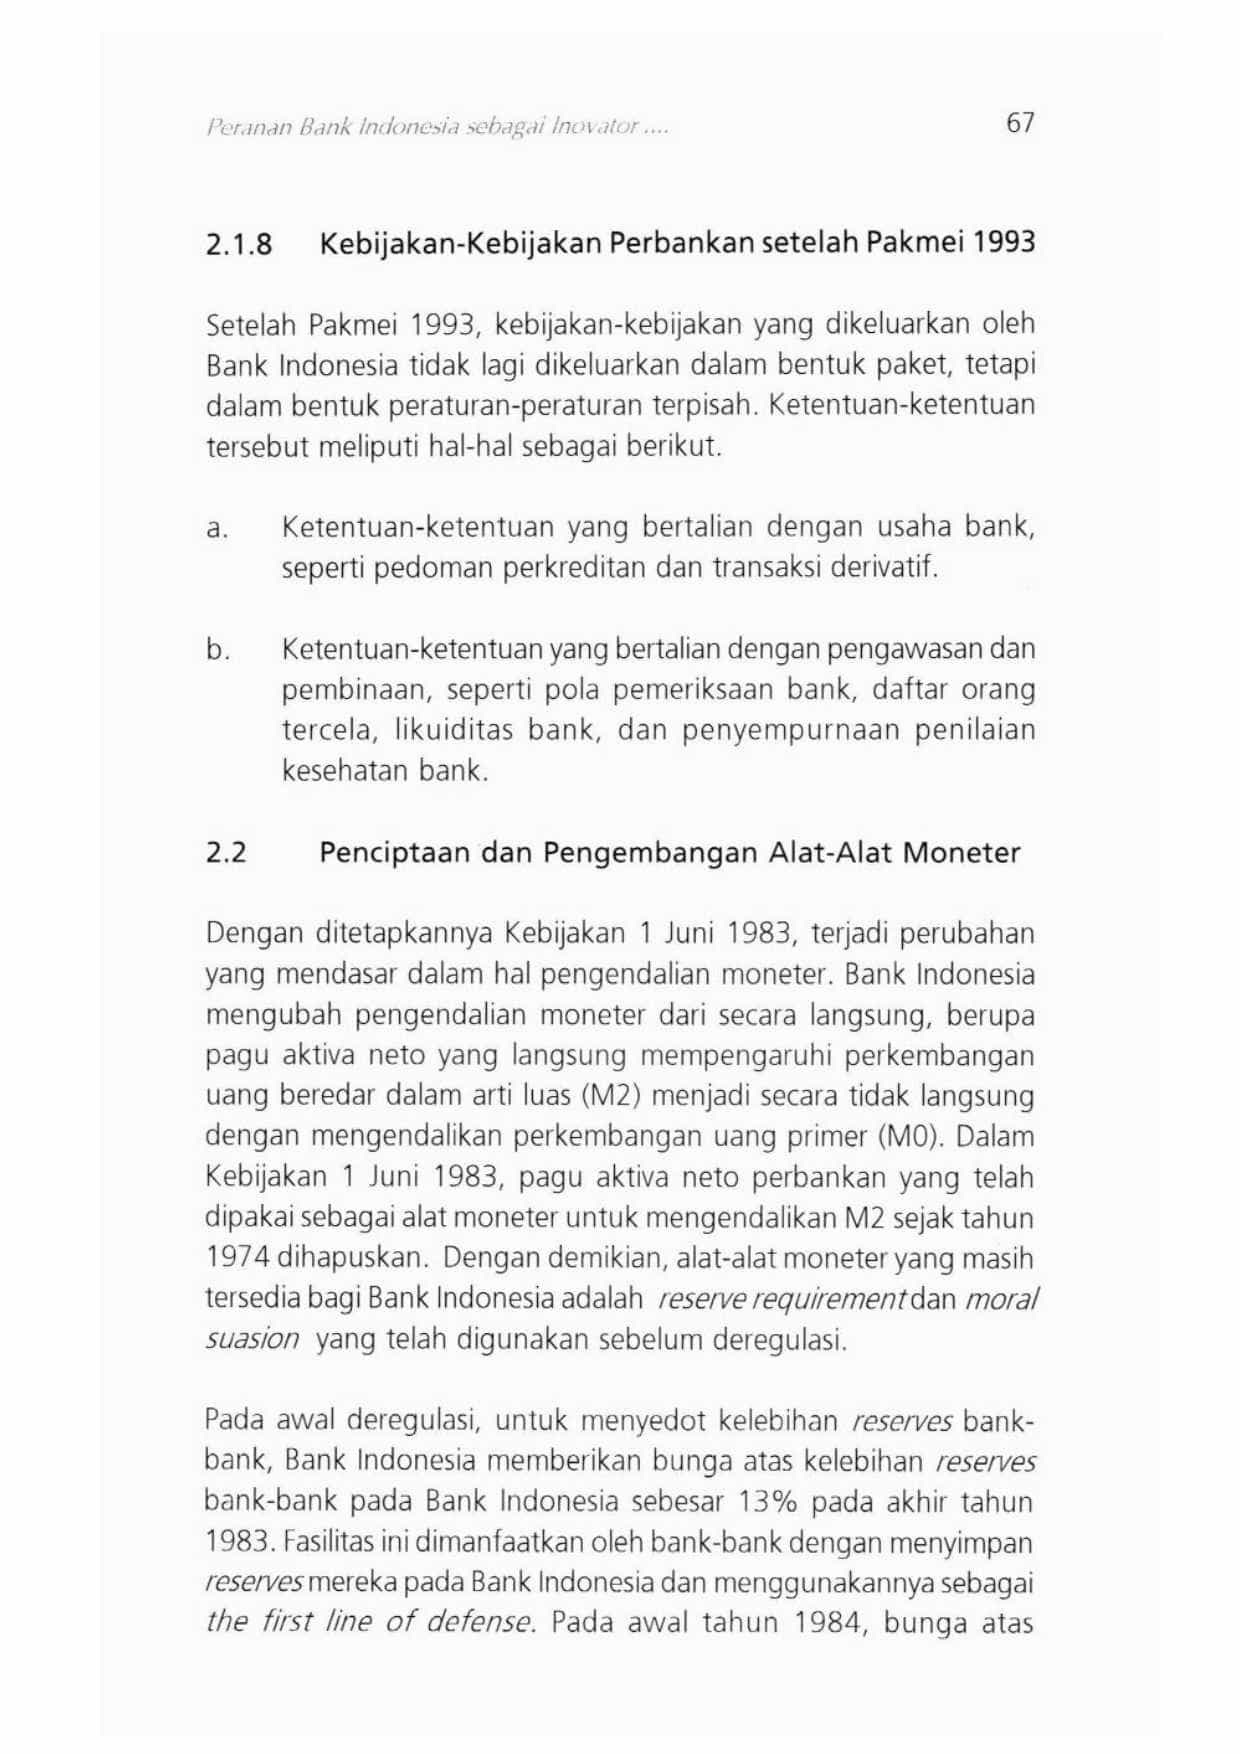 Peranan Bank Indonesia sebagai Inovator ....
67
2.1.8 Kebijakan-Kebijakan Perbankan setelah Pakmei 1993
Setelah Pakmei 1993, kebijakan-kebijakan yang dikeluarkan oleh
Bank Indonesia tidak lagi dikeluarkan dalam bentuk paket, tetapi
dalam bentuk peraturan-peraturan terpisah. Ketentuan-ketentuan
tersebut meliputi hal-hal sebagai berikut.
a. Ketentuan-ketentuan yang bertalian dengan usaha bank,
seperti pedoman perkreditan dan transaksi derivatif.
b. Ketentuan-ketentuan yang bertalian dengan pengawasan dan
pembinaan, seperti pola pemeriksaan bank, daftar orang
tercela, likuiditas bank, dan penyempurnaan penilaian
kesehatan bank.
2.2 Penciptaan dan Pengembangan Alat-Alat Moneter
Dengan ditetapkannya Kebijakan 1 Juni 1983, terjadi perubahan
yang mendasar dalam hal pengendalian moneter. Bank Indonesia
mengubah pengendalian moneter dari secara langsung, berupa
pagu aktiva neto yang langsung mempengaruhi perkembangan
uang beredar dalam arti luas (M2) menjadi secara tidak langsung
dengan mengendalikan perkembangan uang primer (M0). Dalam
Kebijakan 1 Juni 1983, pagu aktiva neto perbankan yang telah
dipakai sebagai alat moneter untuk mengendalikan M2 sejak tahun
1974 dihapuskan. Dengan demikian, alat-alat moneter yang masih
tersedia bagi Bank Indonesia adalah reserve requirement dan moral
suasion yang telah digunakan sebelum deregulasi.
Pada awal deregulasi, untuk menyedot kelebihan reserves bank-
bank, Bank Indonesia memberikan bunga atas kelebihan reserves
bank-bank pada Bank Indonesia sebesar 13% pada akhir tahun
1983. Fasilitas ini dimanfaatkan oleh bank-bank dengan menyimpan
reserves mereka pada Bank Indonesia dan menggunakannya sebagai
the first line of defense. Pada awal tahun 1984, bunga atas